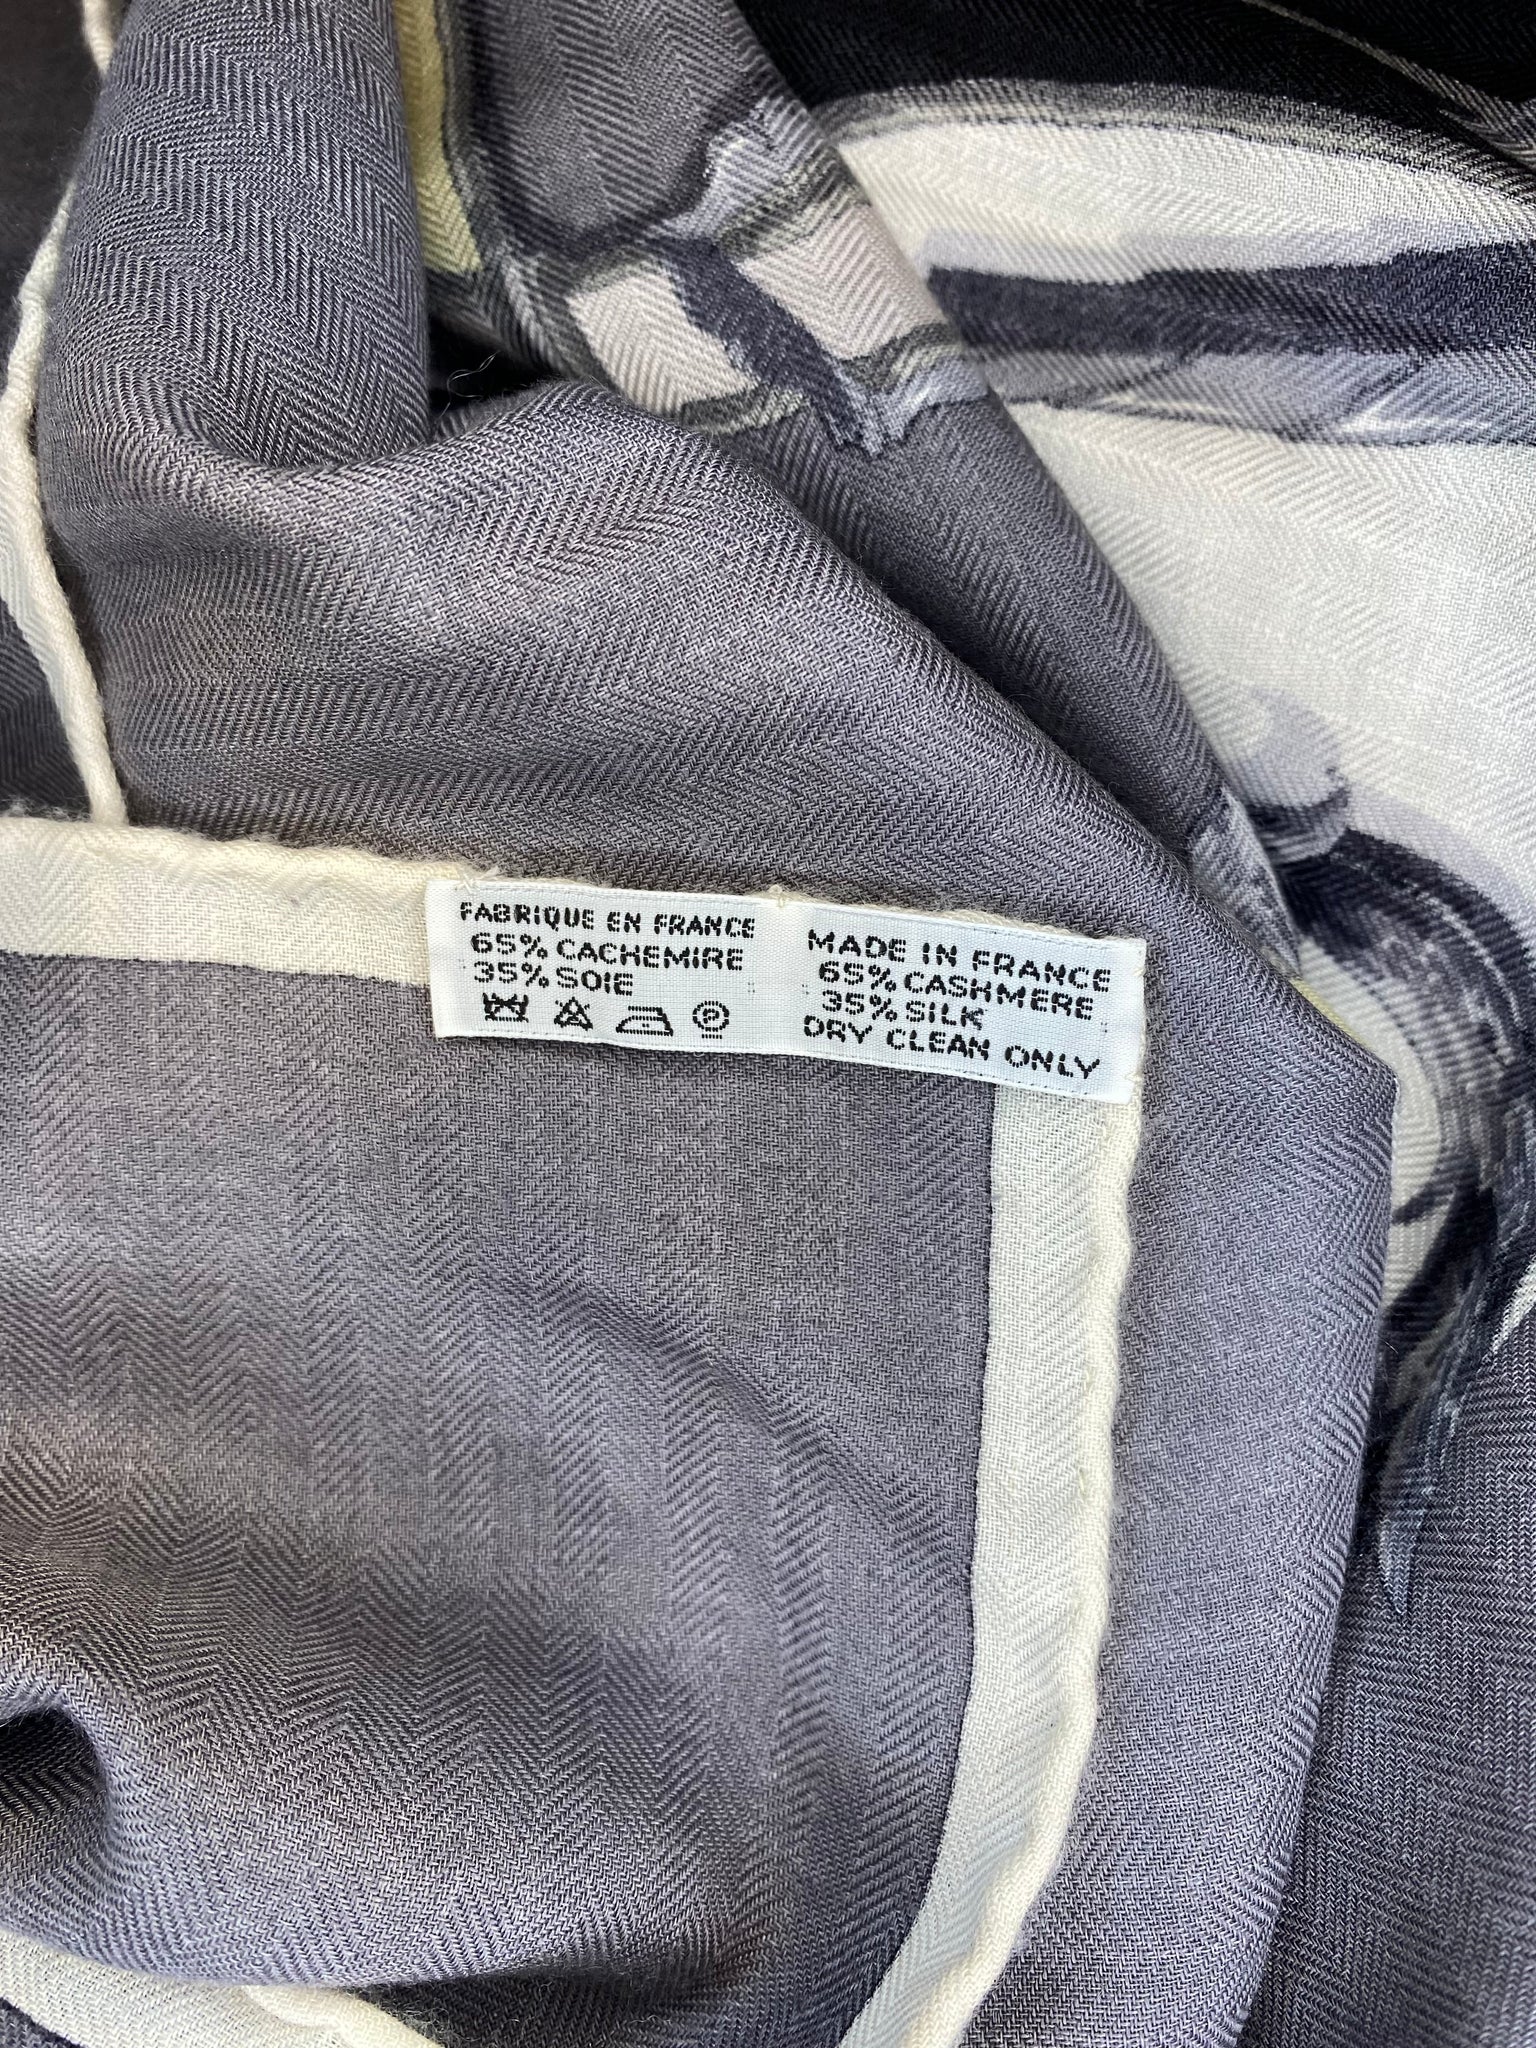 FABRIQUE EN FRANCE
65% CACHEMIRE
35% SOIE
P
MADE IN FRANCE
65% CASHMERE
35% SILK
DRY CLEAN ONLY